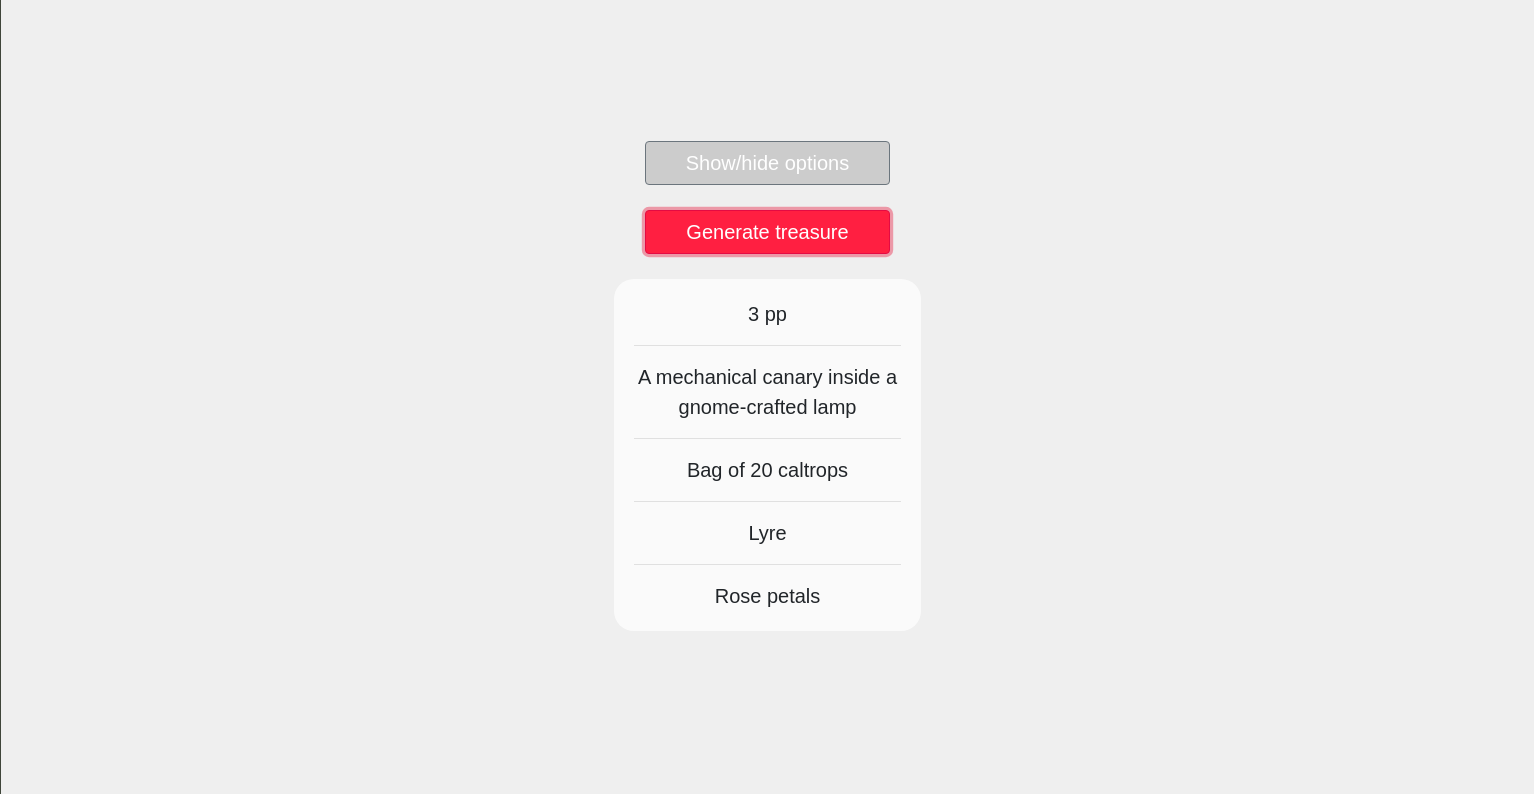 Show/hide options
Generate treasure
3 pp
A mechanical canary inside a
gnome-crafted lamp
Bag of 20 caltrops
Lyre
Rose petals